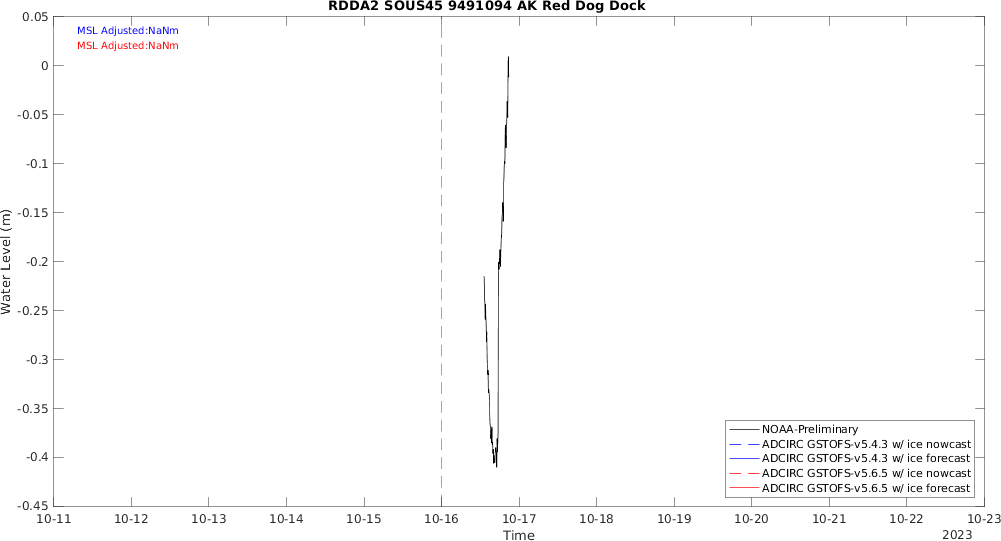 RDDA2 SOUS45 9491094 AK Red Dog Dock
MSL Adjusted:NaNm
MSL Adjusted:NaNm
Water Level (m)
0.05
0
-0.05
-0.1
-0.15
-0.2
-0.25
-0.3
-0.35
-0.4
-0.45
NOAA-Preliminary
ADCIRC GSTOFS-v5.4.3 w/ ice nowcast
ADCIRC GSTOFS-v5.4.3 w/ ice forecast
ADCIRC GSTOFS-v5.6.5 w/ ice nowcast
ADCIRC GSTOFS-v5.6.5 w/ ice forecast
10-11 10-12 10-13 10-14 10-15 10-16 10-17 10-18 10-19 10-20 10-21 10-22 10-23
Time
2023